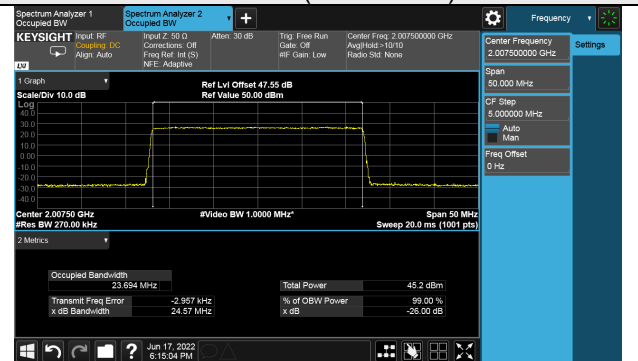 Spectrum Analyzer 1
Occupied BW
Spectrum Analyzer 2
Occupied BW
Frequency
KEYSIGHT
Input: RF
Coupling: DC
Align: Auto
Input Z: 50 Ω
Corrections: Off
Freq Ref: Int (S)
NFE: Adaptive
Atten: 30 dB
Trig: Free Run
Gate: Off
#IF Gain: Low
Center Freq: 2.007500000 GHz
Avg|Hold:>10/10
Radio Std: None
LXI
Center Frequency
2.007500000 GHz
Settings
Span
50.000 MHz
CF Step
5.000000 MHz
Auto
Man
Freq Offset
0 Hz
1 Graph
Scale/Div 10.0 dB
Ref Lvl Offset 47.55 dB
Ref Value 50.00 dBm
Log
40.0
30.0
20.0
10.0
0.00
-10.0
-20.0
-30.0
-40.0
Center 2.00750 GHz
#Video BW 1.0000 MHz*
Span 50 MHz
#Res BW 270.00 kHz
Sweep 20.0 ms (1001 pts)
2 Metrics
Occupied Bandwidth
23.694 MHz
Total Power
45.2 dBm
Transmit Freq Error
-2.957 kHz
% of OBW Power
99.00 %
x dB Bandwidth
24.57 MHz
x dB
-26.00 dB
?
Jun 17, 2022
6:15:04 PM